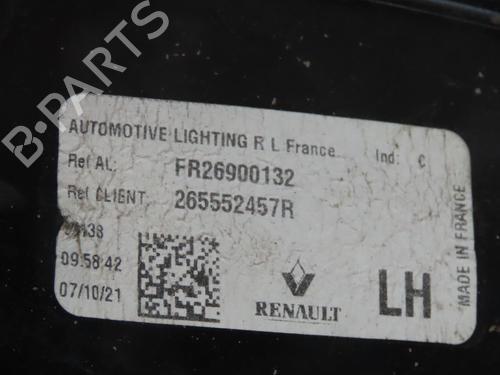 AUTOMOTIVE LIGHTING R L France Ind: C
Ref AL: FR26900132
Ref CLIENT 265552457R
09:58:42
07/10/21
RENAULT
LH
MADE IN FRANCE
B-PARTS